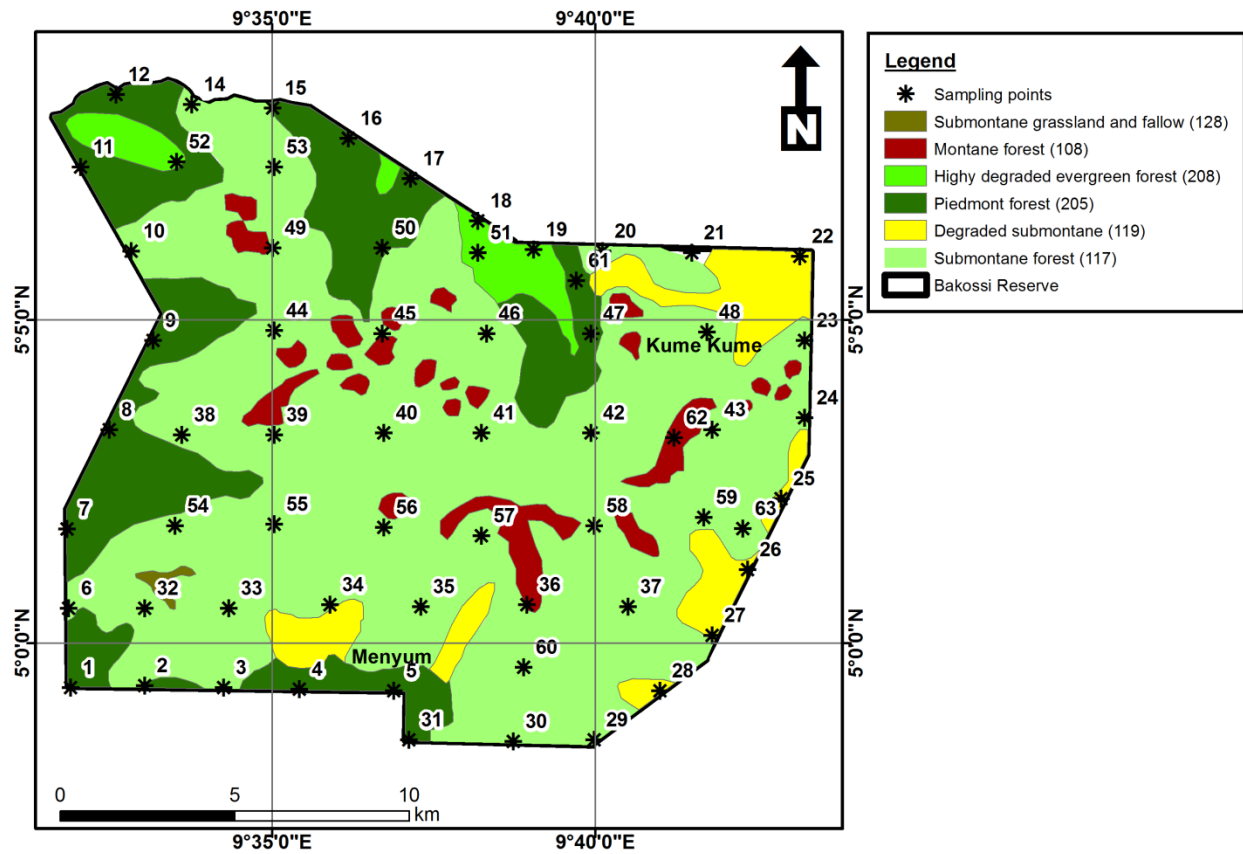 9°35'0"E 9°40'0"E
N
Legend
Sampling points
Submontane grassland and fallow (128)
Montane forest (108)
Highy degraded evergreen forest (208)
Piedmont forest (205)
Degraded submontane (119)
Submontane forest (117)
Bakossi Reserve
12 14 15
16
11 52 53 17
18
10 49 50 51 19 20 21 22
61
5°5'0"N 9 44 45 46 47 48 23 5°5'0"N
Kume Kume
8 38 39 40 41 42 62 43 24
25
7 54 55 56 57 58 59 63
26
6 32 33 34 35 36 37
27
5°0'0"N Menyum 60 5°0'0"N
1 2 3 4 5 28
31 30 29
0 5 10
km
9°35'0"E 9°40'0"E